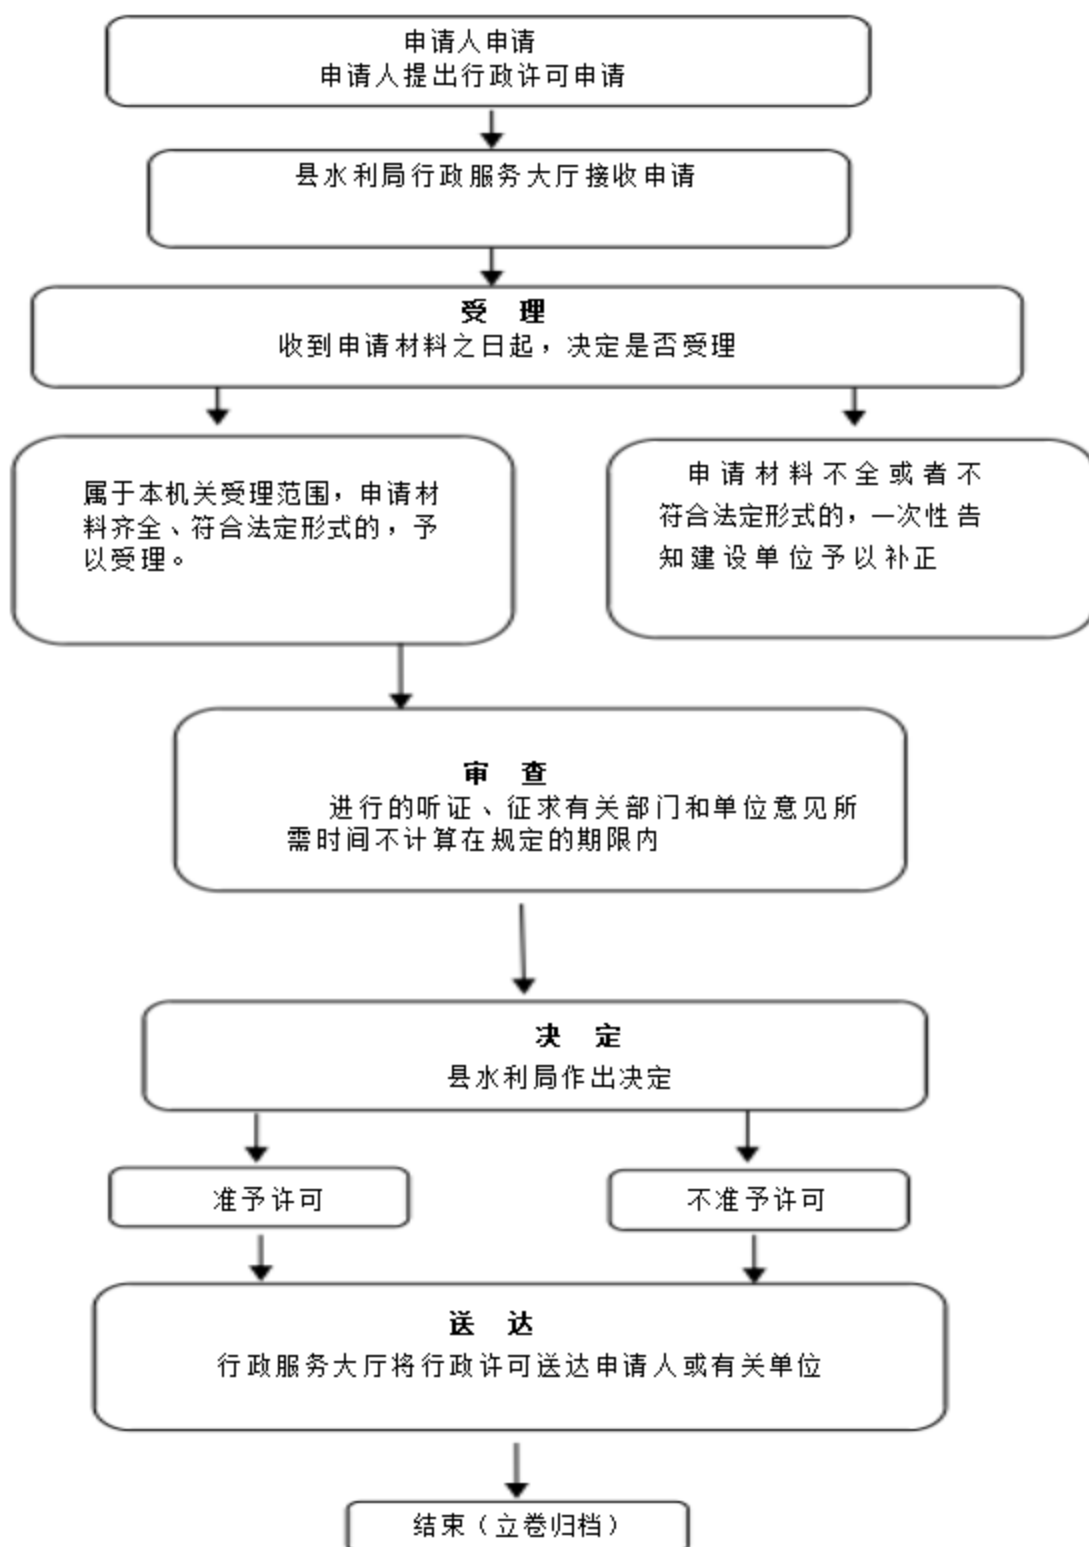 申请人申请
申请人提出行政许可申请
县水利局行政服务大厅接收申请
受 理
收到申请材料之日起，决定是否受理
属于本机关受理范围，申请材
料齐全、符合法定形式的，予
以受理。
申请材料不全或者不
符合法定形式的，一次性告
知建设单位予以补正
审 查
进行的听证、征求有关部门和单位意见所
需时间不计算在规定的期限内
决 定
县水利局作出决定
准予许可
不准予许可
送 达
行政服务大厅将行政许可送达申请人或有关单位
结束（立卷归档）